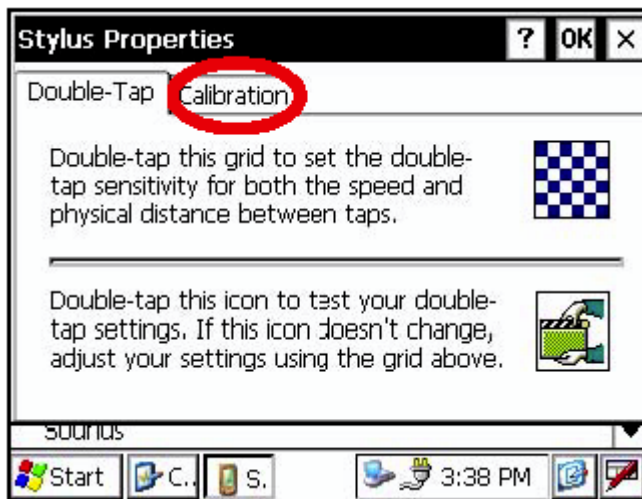 Stylus Properties ? OK ×
Double-Tap Calibration
Double-tap this grid to set the double-
tap sensitivity for both the speed and
physical distance between taps.
Double-tap this icon to test your double-
tap settings. If this icon doesn't change,
adjust your settings using the grid above.
Sounds
Start C.. S. 3:38 PM